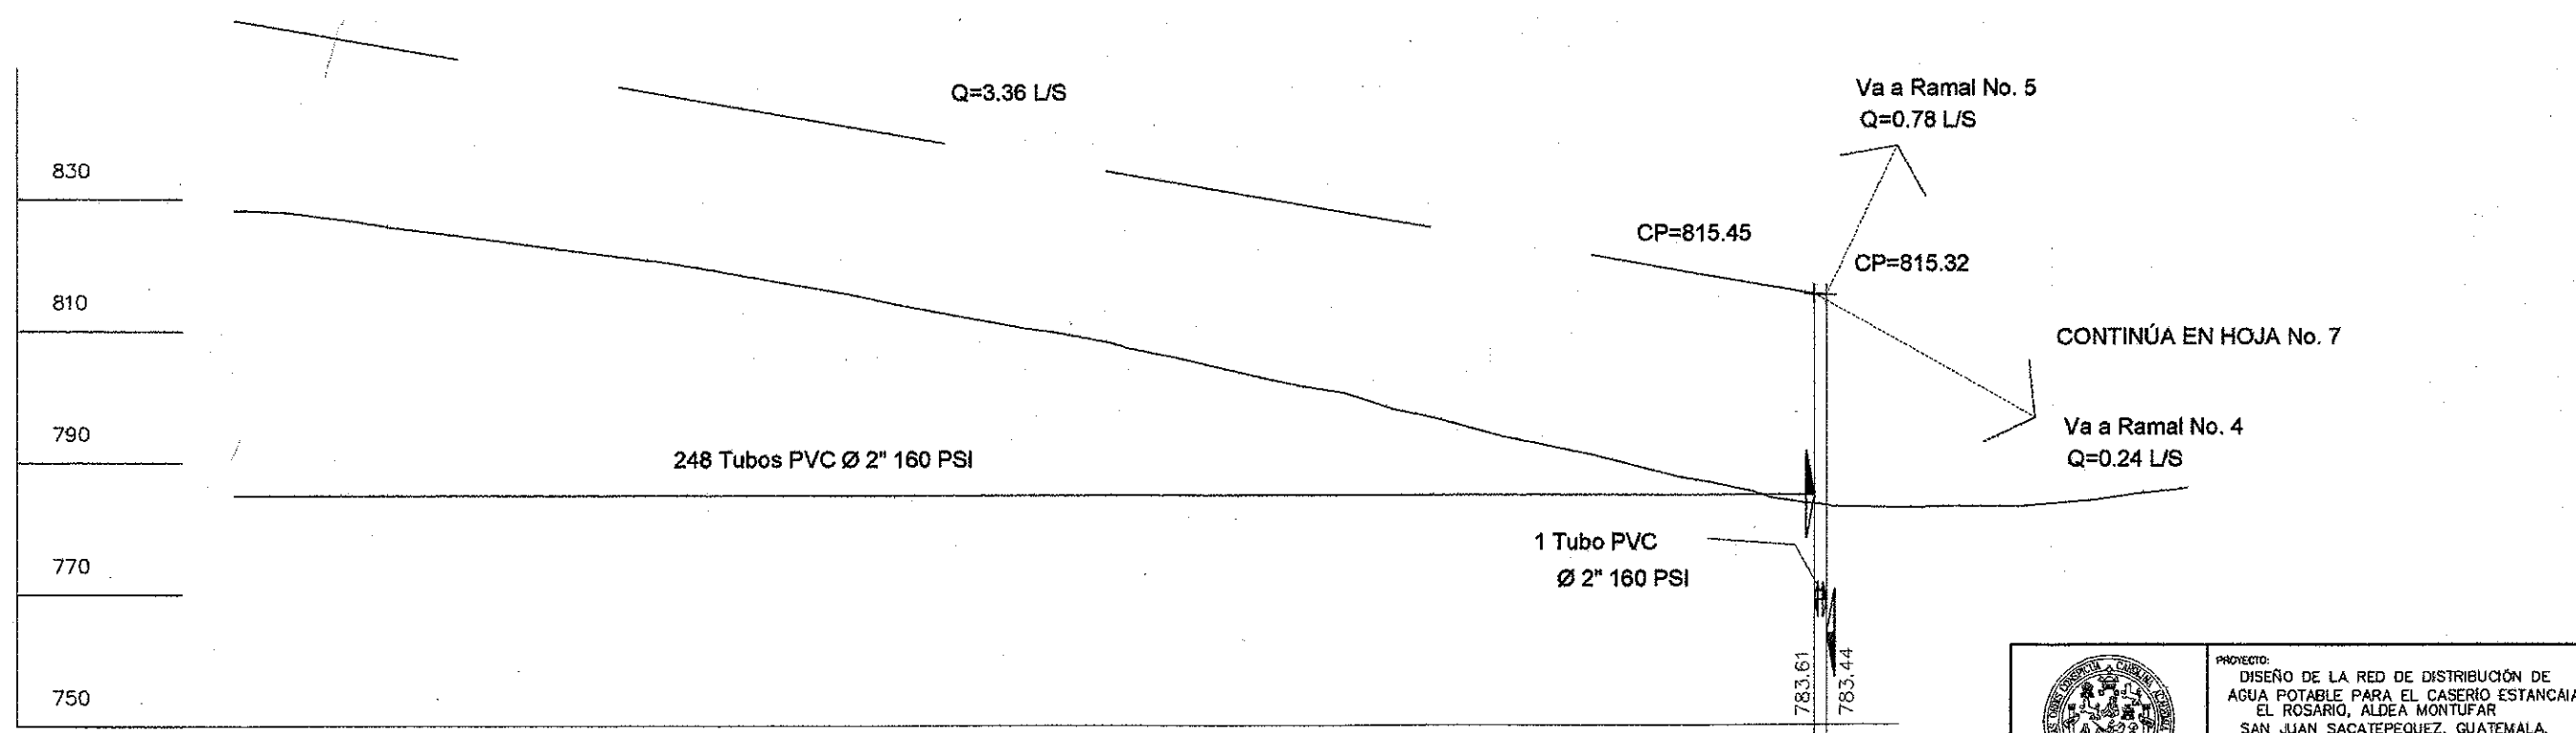 Q=3.36 L/S
Va a Ramal No. 5
Q=0.78 L/S
830
CP=815.45
CP=815.32
810
CONTINÚA EN HOJA No. 7
790
Va a Ramal No. 4
Q=0.24 L/S
248 Tubos PVC Ø 2" 160 PSI
1 Tubo PVC
Ø 2" 160 PSI
770
750
783.61
783.44
PROYECTO:
DISEÑO DE LA RED DE DISTRIBUCIÓN DE
AGUA POTABLE PARA EL CASERÍO ESTANCAIA
EL ROSARIO, ALDEA MONTUFAR
SAN JUAN SACATEPEQUEZ, GUATEMALA.